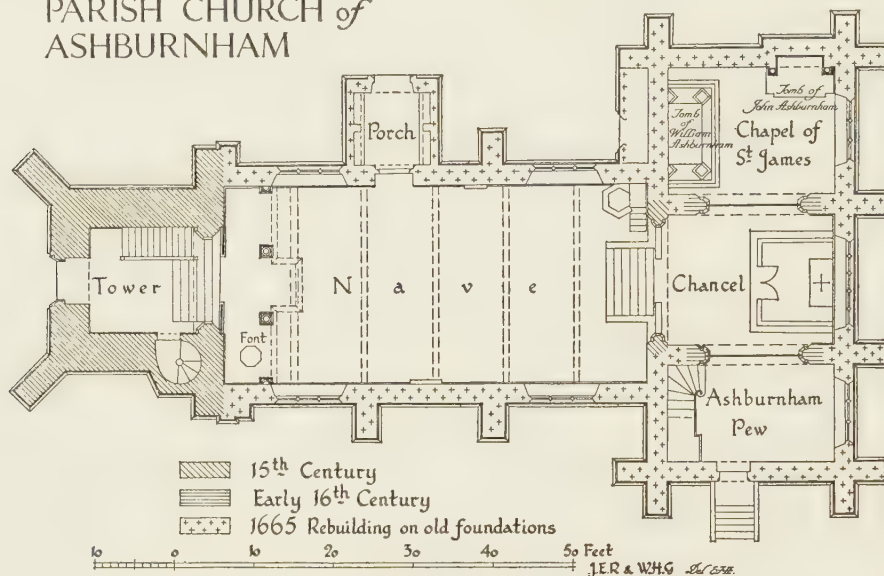 PARISH CHURCH of
ASHBURNHAM
Porch
Tomb of
John Ashburnham
Tomb
of
William
Ashburnham
Chapel of
St. James
Tower
Nave
Chancel
Font
Ashburnham
Pew
15th Century
Early 16th Century
1665 Rebuilding on old foundations
10 0 10 20 30 40 50 Feet
J.E.R & W.H.G